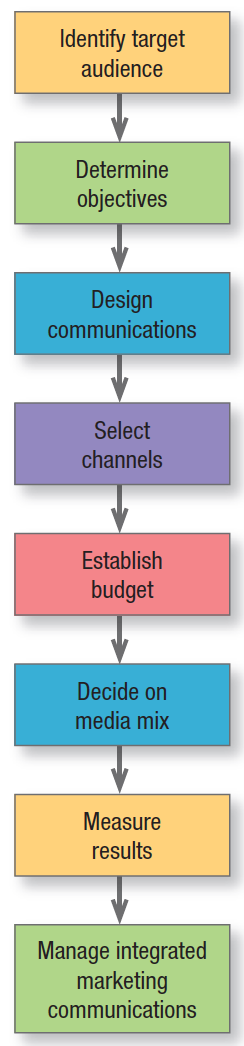 Identify target
audience
Determine
objectives
Design
communications
Select
channels
Establish
budget
Decide on
media mix
Measure
results
Manage integrated
marketing
communications